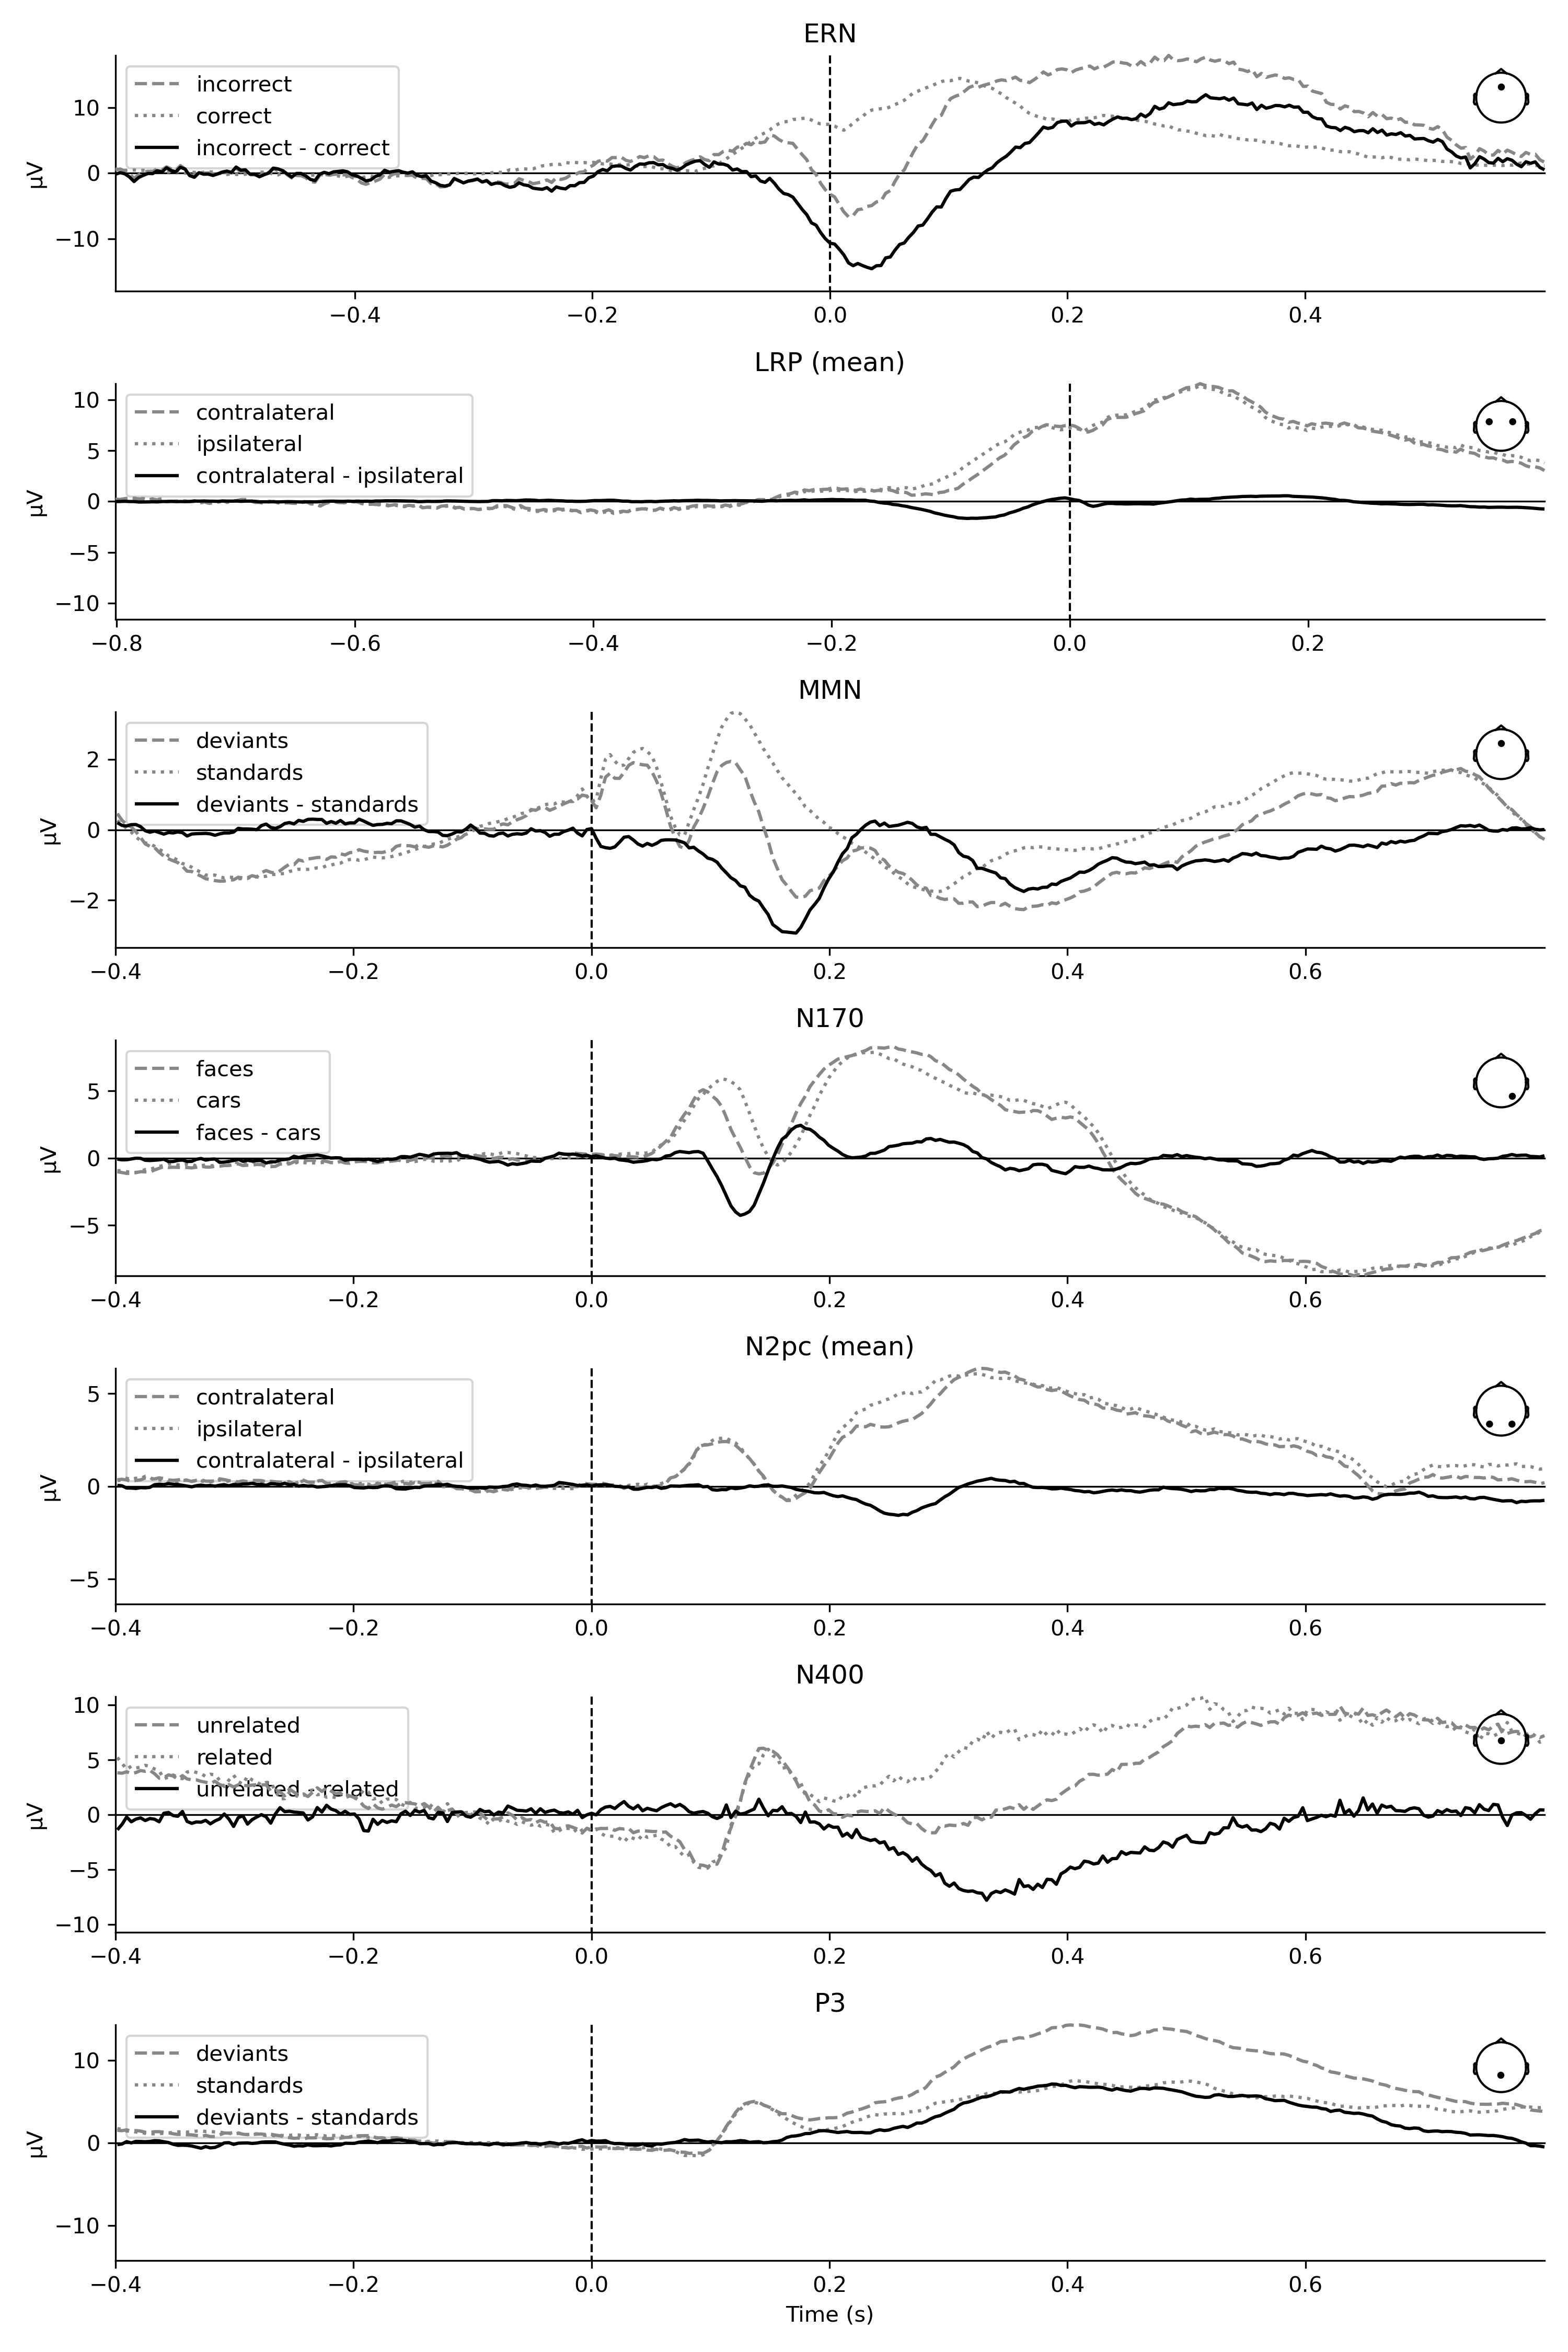 ERN
incorrect
correct
incorrect - correct
10
0
−10
µV
−0.4 −0.2 0.0 0.2 0.4
LRP (mean)
contralateral
ipsilateral
contralateral - ipsilateral
10
5
0
−5
−10
µV
−0.8 −0.6 −0.4 −0.2 0.0 0.2
MMN
deviants
standards
deviants - standards
2
0
−2
µV
−0.4 −0.2 0.0 0.2 0.4 0.6
N170
faces
cars
faces - cars
5
0
−5
µV
−0.4 −0.2 0.0 0.2 0.4 0.6
N2pc (mean)
contralateral
ipsilateral
contralateral - ipsilateral
5
0
−5
µV
−0.4 −0.2 0.0 0.2 0.4 0.6
N400
unrelated
related
unrelated - related
10
5
0
−5
−10
µV
−0.4 −0.2 0.0 0.2 0.4 0.6
P3
deviants
standards
deviants - standards
10
0
−10
µV
−0.4 −0.2 0.0 0.2 0.4 0.6
Time (s)